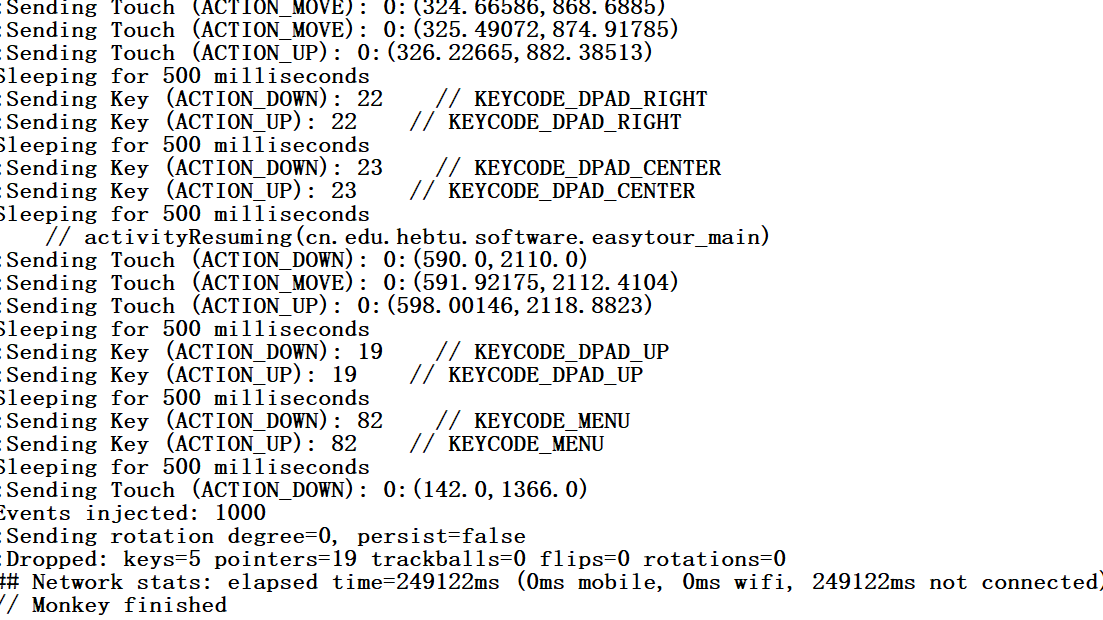 :Sending Touch (ACTION_MOVE): 0:(324.66586,868.6885)
:Sending Touch (ACTION_MOVE): 0:(325.49072,874.91785)
:Sending Touch (ACTION_UP): 0:(326.22665,882.38513)
Sleeping for 500 milliseconds
:Sending Key (ACTION_DOWN): 22    // KEYCODE_DPAD_RIGHT
:Sending Key (ACTION_UP): 22    // KEYCODE_DPAD_RIGHT
Sleeping for 500 milliseconds
:Sending Key (ACTION_DOWN): 23    // KEYCODE_DPAD_CENTER
:Sending Key (ACTION_UP): 23    // KEYCODE_DPAD_CENTER
Sleeping for 500 milliseconds
    // activityResuming(cn.edu.hebtu.software.easytour_main)
:Sending Touch (ACTION_DOWN): 0:(590.0,2110.0)
:Sending Touch (ACTION_MOVE): 0:(591.92175,2112.4104)
:Sending Touch (ACTION_UP): 0:(598.00146,2118.8823)
Sleeping for 500 milliseconds
:Sending Key (ACTION_DOWN): 19    // KEYCODE_DPAD_UP
:Sending Key (ACTION_UP): 19    // KEYCODE_DPAD_UP
Sleeping for 500 milliseconds
:Sending Key (ACTION_DOWN): 82    // KEYCODE_MENU
:Sending Key (ACTION_UP): 82    // KEYCODE_MENU
Sleeping for 500 milliseconds
:Sending Touch (ACTION_DOWN): 0:(142.0,1366.0)
Events injected: 1000
:Sending rotation degree=0, persist=false
:Dropped: keys=5 pointers=19 trackballs=0 flips=0 rotations=0
## Network stats: elapsed time=249122ms (0ms mobile, 0ms wifi, 249122ms not connected)
// Monkey finished